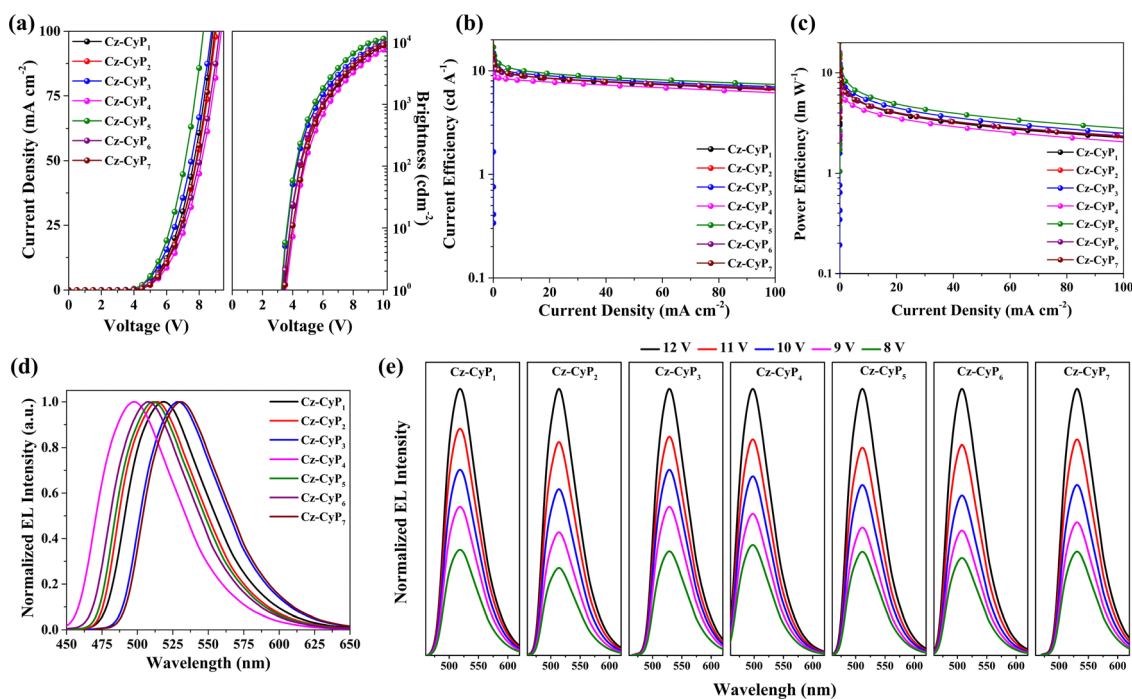 (a)
Current Density (mA cm⁻²)
100
75
50
25
0
Cz-CyP₁
Cz-CyP₂
Cz-CyP₃
Cz-CyP₄
Cz-CyP₅
Cz-CyP₆
Cz-CyP₇
0 2 4 6 8
Voltage (V)
2 4 6 8 10
Voltage (V)
10⁴
10³
10²
10¹
10⁰
Brightness (cdm⁻²)
(b)
Current Efficiency (cd A⁻¹)
10
1
0.1
Cz-CyP₁
Cz-CyP₂
Cz-CyP₃
Cz-CyP₄
Cz-CyP₅
Cz-CyP₆
Cz-CyP₇
0 20 40 60 80 100
Current Density (mA cm⁻²)
(c)
Power Efficiency (lm W⁻¹)
10
1
0.1
Cz-CyP₁
Cz-CyP₂
Cz-CyP₃
Cz-CyP₄
Cz-CyP₅
Cz-CyP₆
Cz-CyP₇
0 20 40 60 80 100
Current Density (mA cm⁻²)
(d)
Normalized EL Intensity (a.u.)
1.0
0.8
0.6
0.4
0.2
0.0
Cz-CyP₁
Cz-CyP₂
Cz-CyP₃
Cz-CyP₄
Cz-CyP₅
Cz-CyP₆
Cz-CyP₇
450 475 500 525 550 575 600 625 650
Wavelength (nm)
(e)
12 V 11 V 10 V 9 V 8 V
Normalized EL Intensity
Cz-CyP₁ Cz-CyP₂ Cz-CyP₃ Cz-CyP₄ Cz-CyP₅ Cz-CyP₆ Cz-CyP₇
500 550 600 500 550 600 500 550 600 500 550 600 500 550 600 500 550 600 500 550 600
Wavelengh (nm)